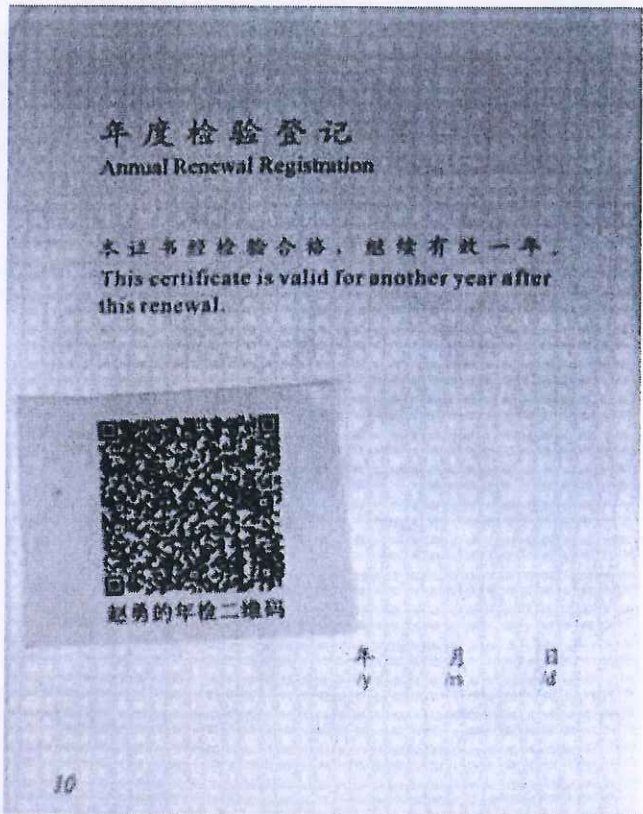 年度检验登记
Annual Renewal Registration
本证书经检验合格，继续有效一年。
This certificate is valid for another year after
this renewal.
赵勇的年检二维码
年 月 日
/y /m /d
10